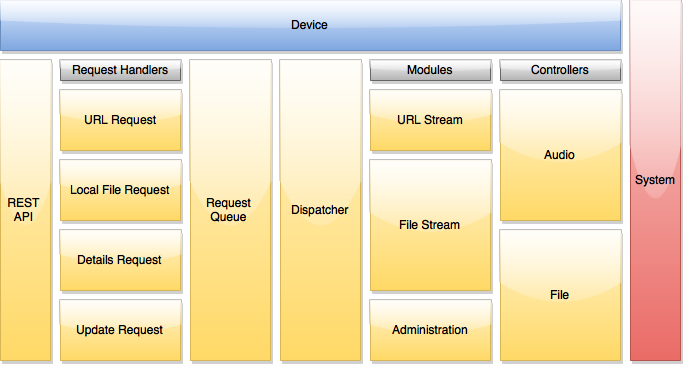 Device
Request Handlers
Modules
Controllers
URL Request
URL Stream
Audio
System
Local File Request
REST
API
Request
Queue
Dispatcher
File Stream
Details Request
File
Update Request
Administration